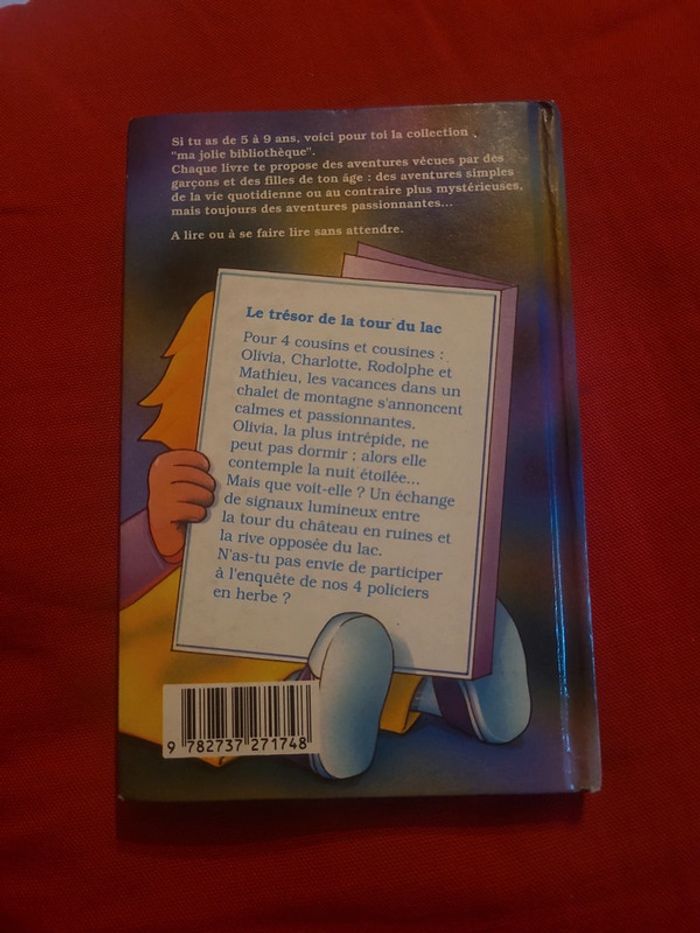 Si tu as de 5 à 9 ans, voici pour toi la collection
"ma jolie bibliothèque".
Chaque livre te propose des aventures vécues par des
garçons et des filles de ton âge : des aventures simples
de la vie quotidienne ou au contraire plus mystérieuses,
mais toujours des aventures passionnantes...
A lire ou à se faire lire sans attendre.
Le trésor de la tour du lac
Pour 4 cousins et cousines :
Olivia, Charlotte, Rodolphe et
Mathieu, les vacances dans un
chalet de montagne s'annoncent
calmes et passionnantes.
Olivia, la plus intrépide, ne
peut pas dormir ; alors elle
contemple la nuit étoilée...
Mais que voit-elle ? Un échange
de signaux lumineux entre
la tour du château en ruines et
la rive opposée du lac.
N'as-tu pas envie de participer
à l'enquête de nos 4 policiers
en herbe ?
9 782737 271748